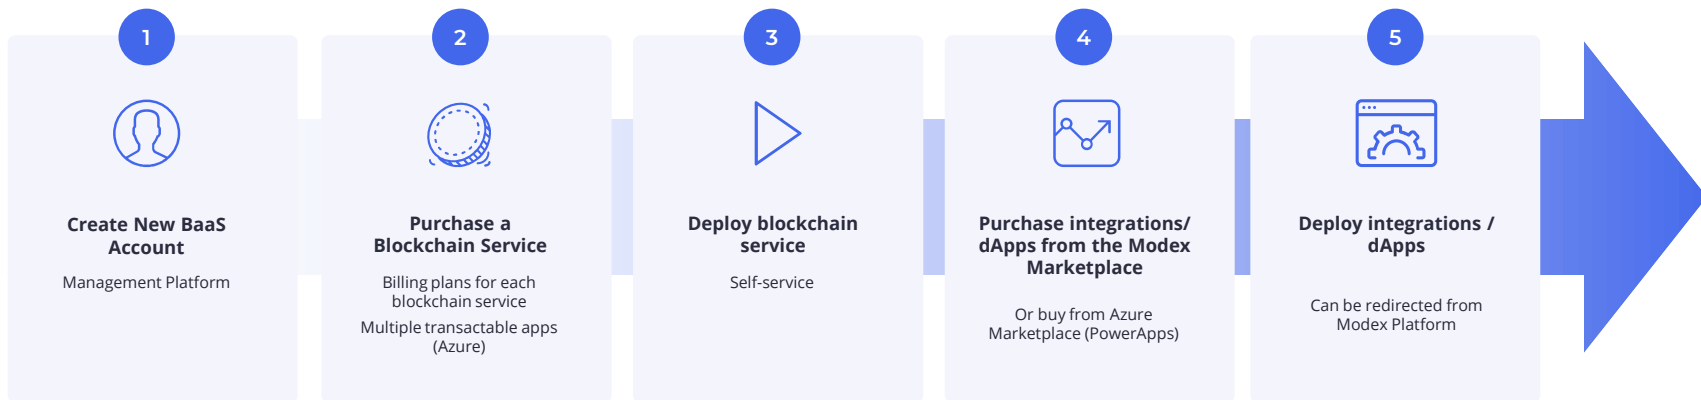 1
Create New BaaS
Account
Management Platform
2
Purchase a
Blockchain Service
Billing plans for each
blockchain service
Multiple transactable apps
(Azure)
3
Deploy blockchain
service
Self-service
4
Purchase integrations/
dApps from the Modex
Marketplace
Or buy from Azure
Marketplace (PowerApps)
5
Deploy integrations /
dApps
Can be redirected from
Modex Platform